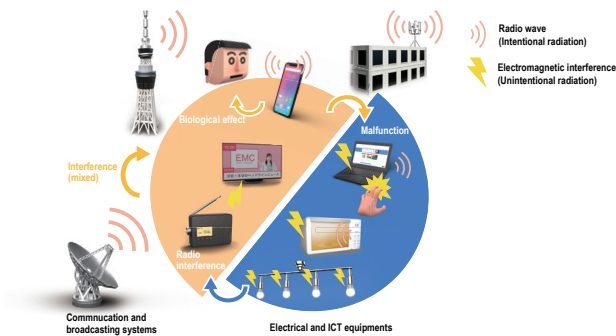 Radio wave
(Intentional radiation)
Electromagnetic interference
(Unintentional radiation)
Biological effect
Malfunction
EMC
Interference
(mixed)
Radio
interference
Commnucation and
broadcasting systems
Electrical and ICT equipments